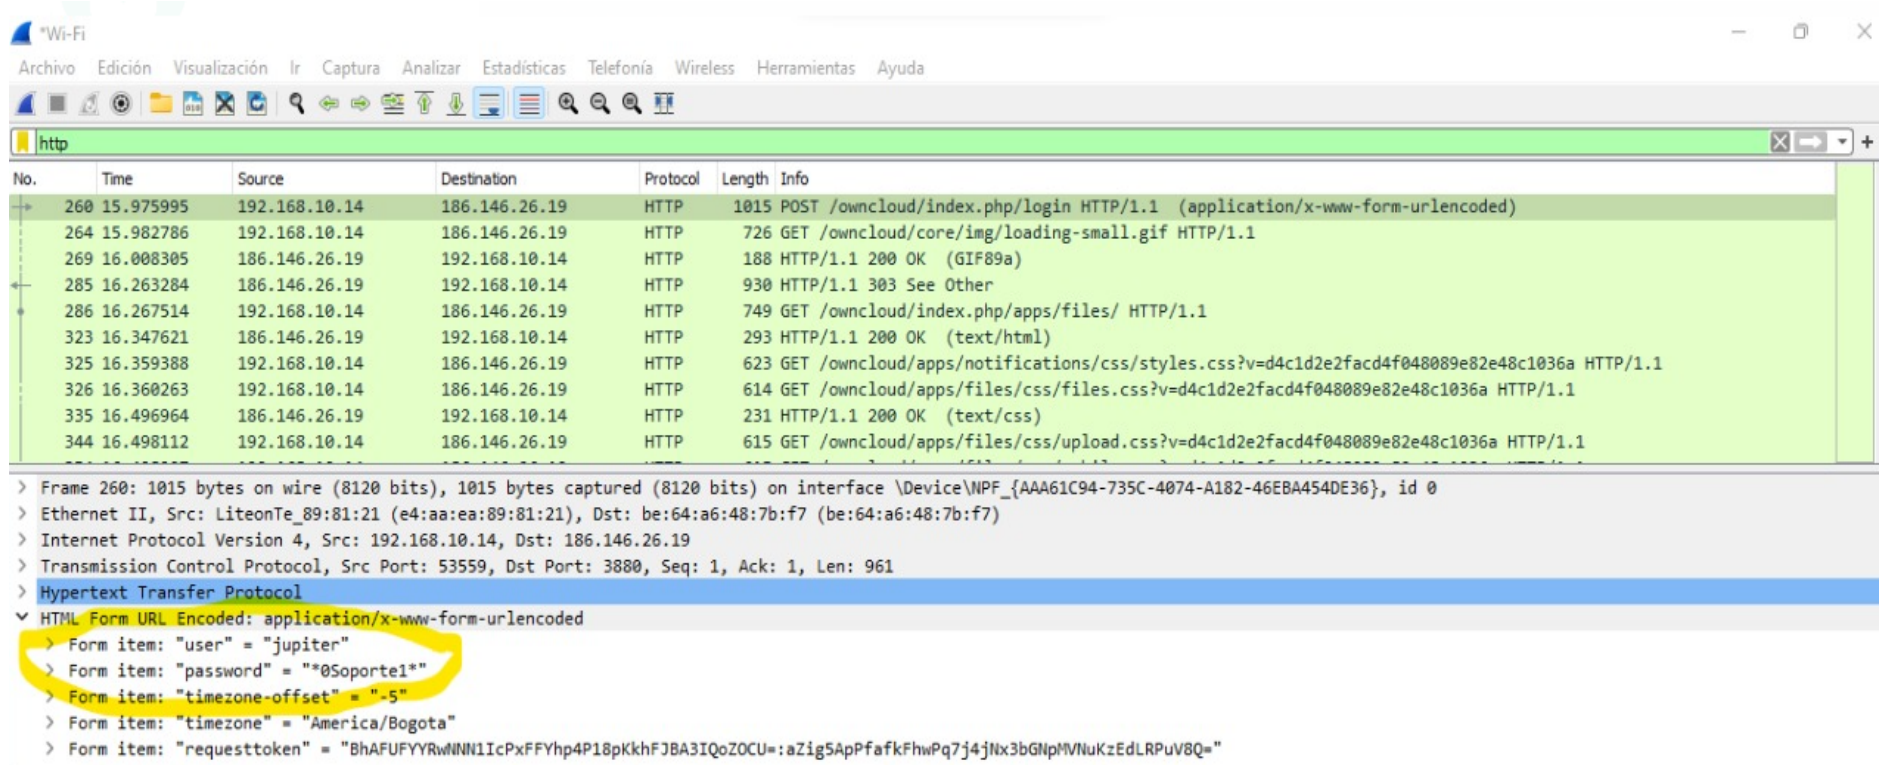 *Wi-Fi
Archivo Edición Visualización Ir Captura Analizar Estadísticas Telefonía Wireless Herramientas Ayuda
http
No. Time Source Destination Protocol Length Info
260 15.975995 192.168.10.14 186.146.26.19 HTTP 1015 POST /owncloud/index.php/login HTTP/1.1 (application/x-www-form-urlencoded)
264 15.982786 192.168.10.14 186.146.26.19 HTTP 726 GET /owncloud/core/img/loading-small.gif HTTP/1.1
269 16.008305 186.146.26.19 192.168.10.14 HTTP 188 HTTP/1.1 200 OK (GIF89a)
285 16.263284 186.146.26.19 192.168.10.14 HTTP 930 HTTP/1.1 303 See Other
286 16.267514 192.168.10.14 186.146.26.19 HTTP 749 GET /owncloud/index.php/apps/files/ HTTP/1.1
323 16.347621 186.146.26.19 192.168.10.14 HTTP 293 HTTP/1.1 200 OK (text/html)
325 16.359388 192.168.10.14 186.146.26.19 HTTP 623 GET /owncloud/apps/notifications/css/styles.css?v=d4c1d2e2facd4f048089e82e48c1036a HTTP/1.1
326 16.360263 192.168.10.14 186.146.26.19 HTTP 614 GET /owncloud/apps/files/css/files.css?v=d4c1d2e2facd4f048089e82e48c1036a HTTP/1.1
335 16.496964 186.146.26.19 192.168.10.14 HTTP 231 HTTP/1.1 200 OK (text/css)
344 16.498112 192.168.10.14 186.146.26.19 HTTP 615 GET /owncloud/apps/files/css/upload.css?v=d4c1d2e2facd4f048089e82e48c1036a HTTP/1.1
Frame 260: 1015 bytes on wire (8120 bits), 1015 bytes captured (8120 bits) on interface \Device\NPF_{AAA61C94-735C-4074-A182-46EBA454DE36}, id 0
Ethernet II, Src: LiteonTe_89:81:21 (e4:aa:ea:89:81:21), Dst: be:64:a6:48:7b:f7 (be:64:a6:48:7b:f7)
Internet Protocol Version 4, Src: 192.168.10.14, Dst: 186.146.26.19
Transmission Control Protocol, Src Port: 53559, Dst Port: 3880, Seq: 1, Ack: 1, Len: 961
Hypertext Transfer Protocol
HTML Form URL Encoded: application/x-www-form-urlencoded
Form item: "user" = "jupiter"
Form item: "password" = "*0Soporte1*"
Form item: "timezone-offset" = "-5"
Form item: "timezone" = "America/Bogota"
Form item: "requesttoken" = "BhAFUFYYRwNNN1IcPxFFYhp4P18pKkhFJBA3IQoZOCU=:aZig5ApPfafkFhwPq7j4jNx3bGNpMVNuKzEdLRPuV8Q="